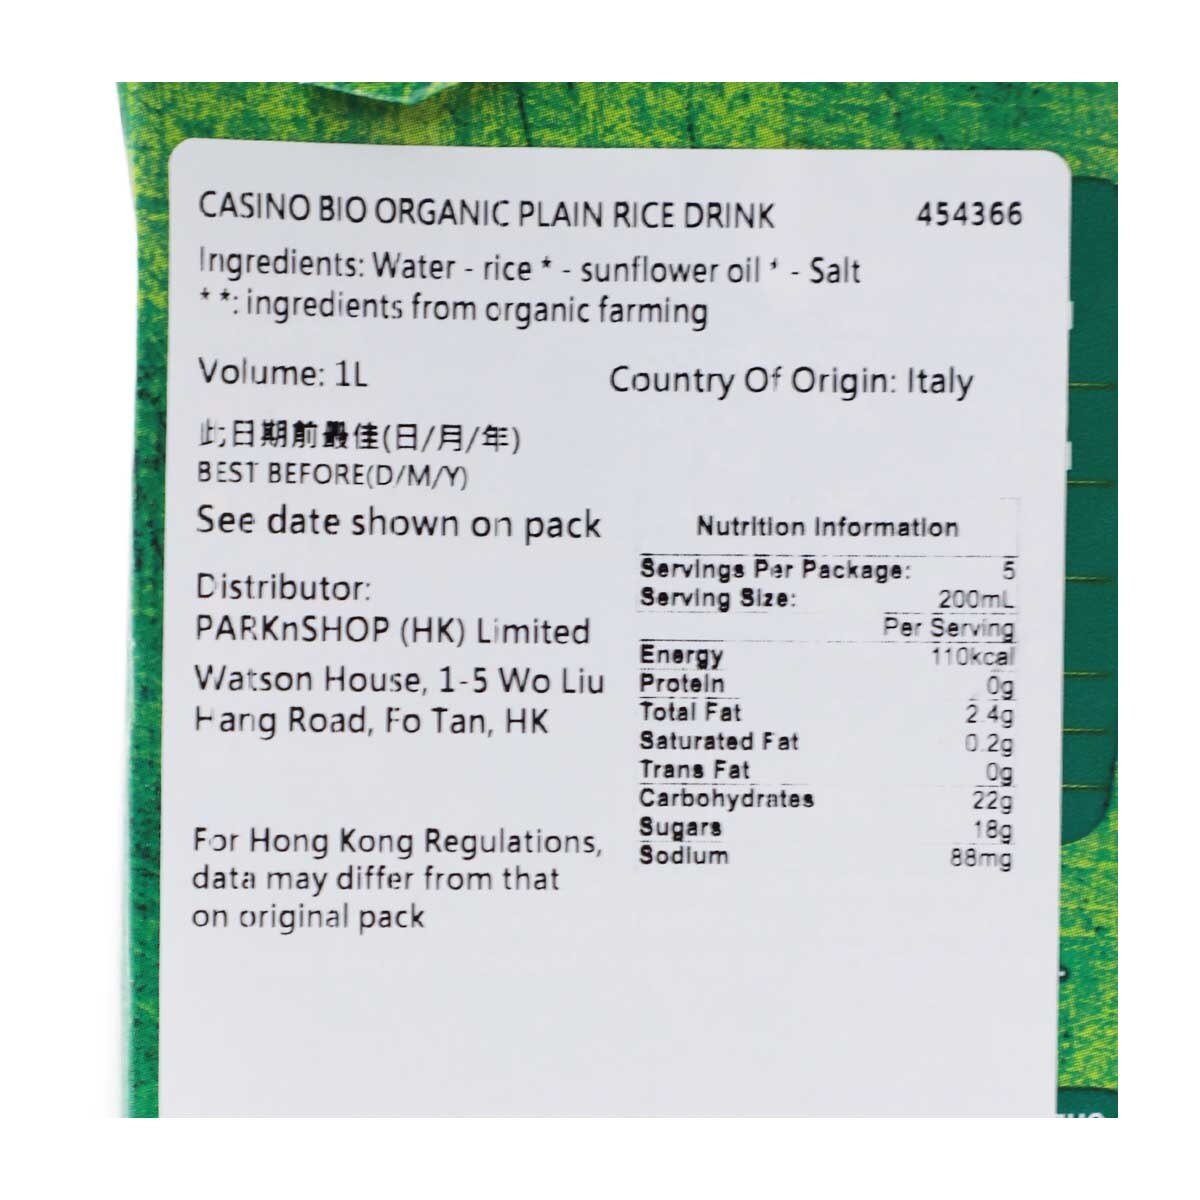 CASINO BIO ORGANIC PLAIN RICE DRINK 454366
Ingredients: Water - rice * - sunflower oil * - Salt
**: ingredients from organic farming
Volume: 1L
Country Of Origin: Italy
此日期前最佳(日/月/年)
BEST BEFORE(D/M/Y)
See date shown on pack
Distributor:
PARKnSHOP (HK) Limited
Watson House, 1-5 Wo Liu
Hang Road, Fo Tan, HK
For Hong Kong Regulations,
data may differ from that
on original pack
Nutrition Information
Servings Per Package: 5
Serving Size: 200mL
Per Serving
Energy 110kcal
Protein 0g
Total Fat 2.4g
Saturated Fat 0.2g
Trans Fat 0g
Carbohydrates 22g
Sugars 18g
Sodium 88mg